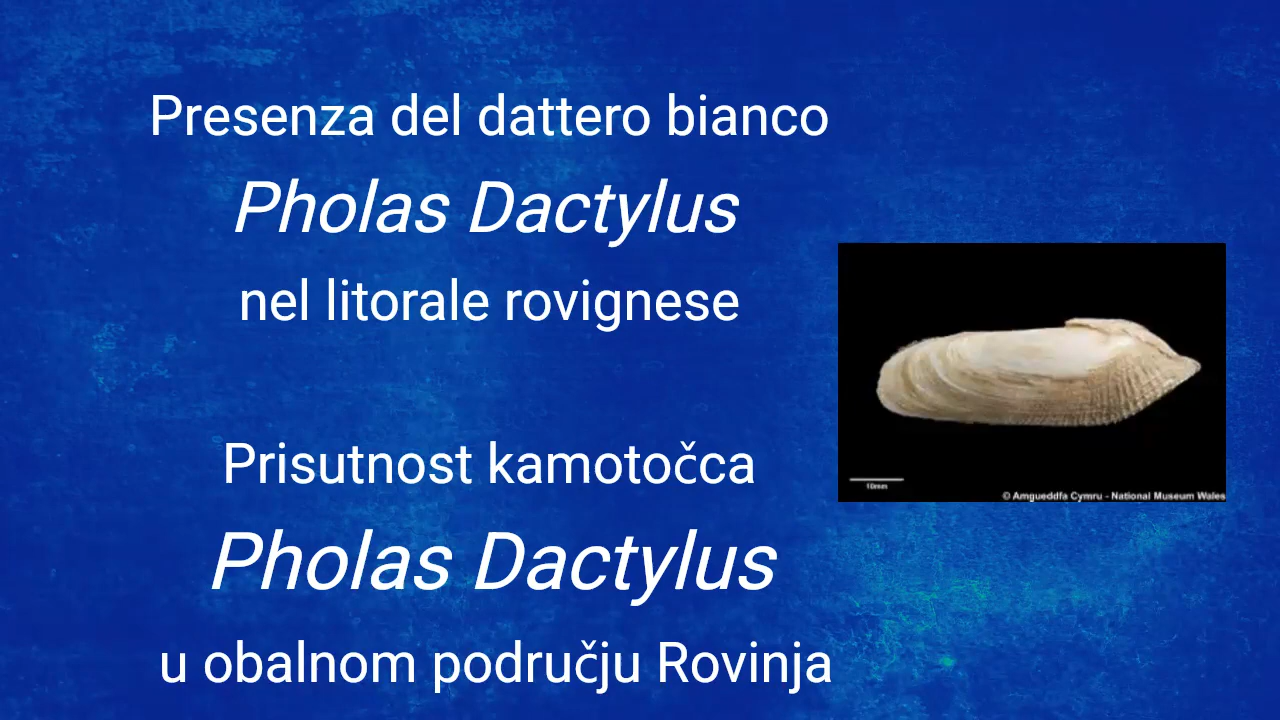 Presenza del dattero bianco
Pholas Dactylus
nel litorale rovignese
Prisutnost kamotočca
Pholas Dactylus
u obalnom području Rovinja
10mm
© Amgueddfa Cymru - National Museum Wales